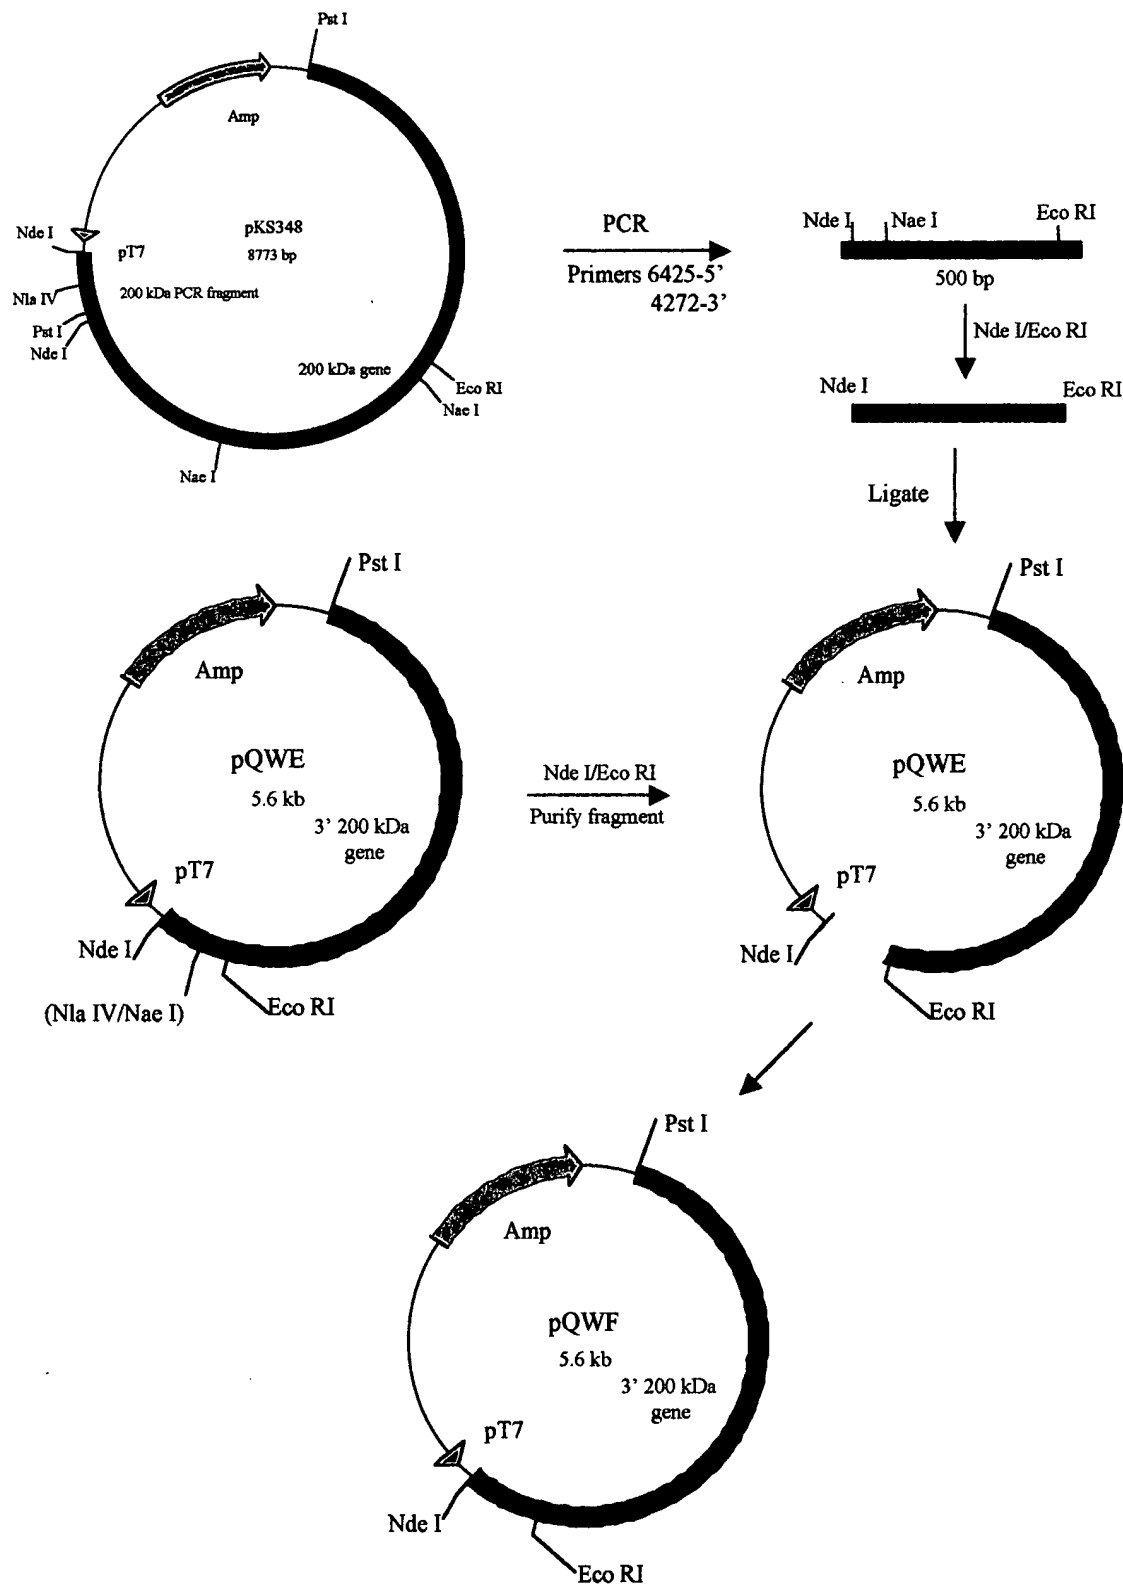 Pst I
Amp
pKS348
8773 bp
Nde I
pT7
200 kDa PCR fragment
Nla IV
Pst I
Nde I
200 kDa gene
Eco RI
Nae I
Nae I
PCR
Primers 6425-5’
4272-3’
Nde I
Nae I
Eco RI
500 bp
Nde I/Eco RI
Nde I
Eco RI
Ligate
Pst I
Amp
pQWE
5.6 kb
3’ 200 kDa
gene
pT7
Nde I
(Nla IV/Nae I)
Eco RI
Nde I/Eco RI
Purify fragment
Pst I
Amp
pQWE
5.6 kb
3’ 200 kDa
gene
pT7
Nde I
Eco RI
Pst I
Amp
pQWF
5.6 kb
3’ 200 kDa
gene
pT7
Nde I
Eco RI